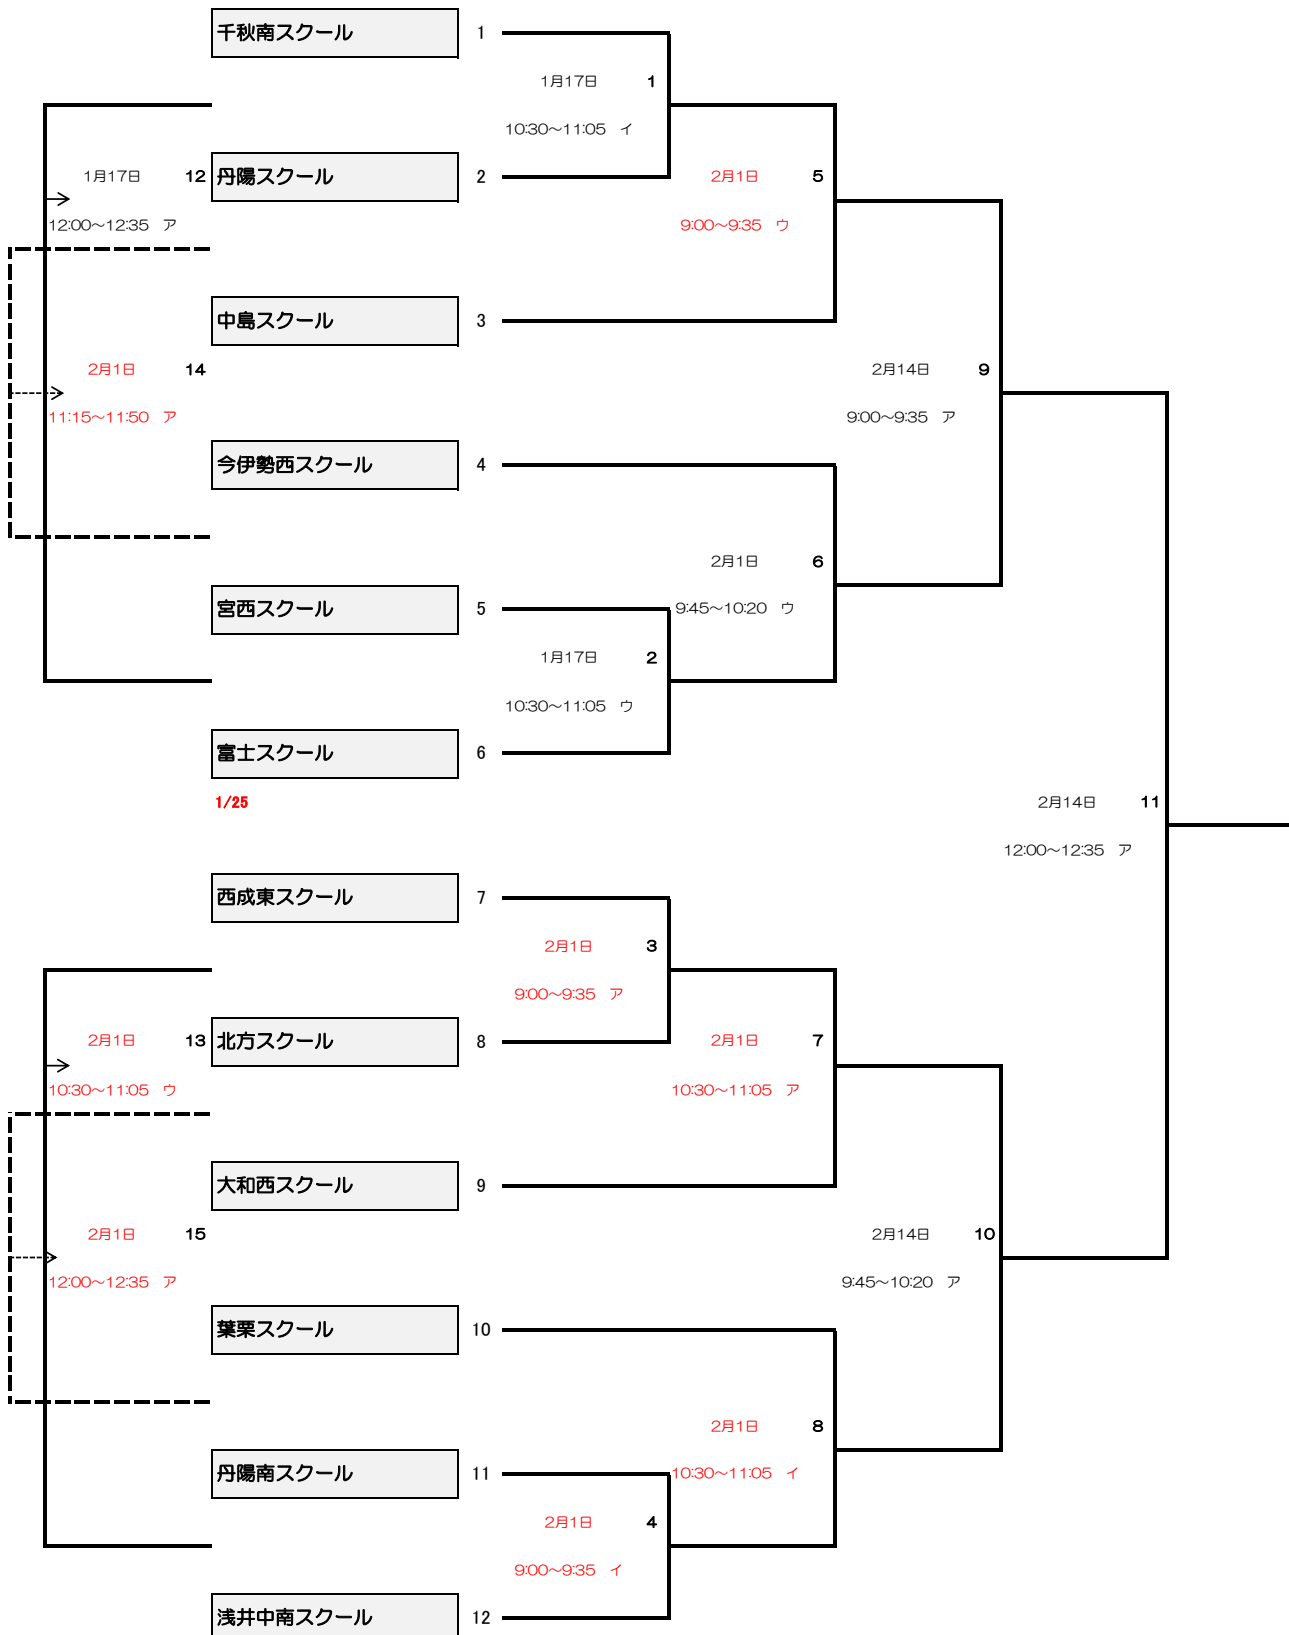 千秋南スクール 1
1月17日 1
10:30～11:05 イ
1月17日 12 丹陽スクール 2 2月1日 5
12:00～12:35 ア 9:00～9:35 ウ
中島スクール 3
2月1日 14 2月14日 9
11:15～11:50 ア 9:00～9:35 ア
今伊勢西スクール 4
2月1日 6
宮西スクール 5 9:45～10:20 ウ
1月17日 2
10:30～11:05 ウ
富士スクール 6
1/25 2月14日 11
12:00～12:35 ア
西成東スクール 7
2月1日 3
9:00～9:35 ア
2月1日 13 北方スクール 8 2月1日 7
10:30～11:05 ウ 10:30～11:05 ア
大和西スクール 9
2月1日 15 2月14日 10
12:00～12:35 ア 9:45～10:20 ア
葉栗スクール 10
2月1日 8
丹陽南スクール 11 10:30～11:05 イ
2月1日 4
9:00～9:35 イ
浅井中南スクール 12